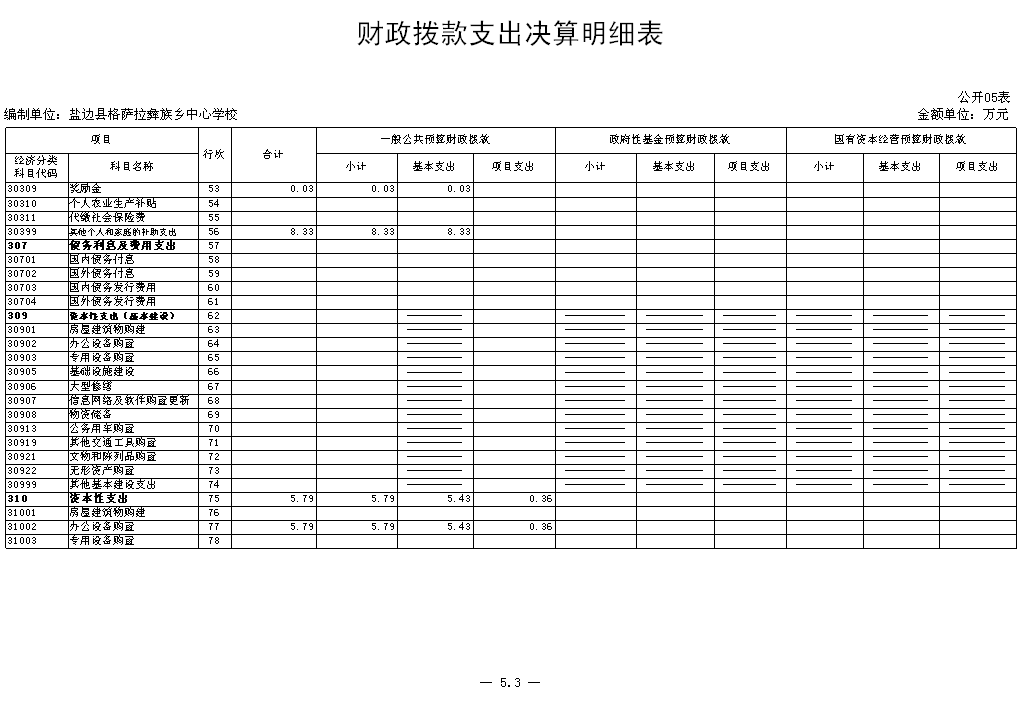 财政拨款支出决算明细表
公开05表
编制单位：盐边县格萨拉彝族乡中心学校 金额单位：万元
项目 行次 合计 一般公共预算财政拨款 政府性基金预算财政拨款 国有资本经营预算财政拨款
经济分类科目代码 科目名称 小计 基本支出 项目支出 小计 基本支出 项目支出 小计 基本支出 项目支出
30309 奖励金 53 0.03 0.03 0.03
30310 个人农业生产补贴 54
30311 代缴社会保险费 55
30399 其他个人和家庭的补助支出 56 8.33 8.33 8.33
307 债务利息及费用支出 57
30701 国内债务付息 58
30702 国外债务付息 59
30703 国内债务发行费用 60
30704 国外债务发行费用 61
309 资本性支出（基本建设） 62 ———— ———— ———— ———— ———— ———— ————
30901 房屋建筑物购建 63 ———— ———— ———— ———— ———— ———— ————
30902 办公设备购置 64 ———— ———— ———— ———— ———— ———— ————
30903 专用设备购置 65 ———— ———— ———— ———— ———— ———— ————
30905 基础设施建设 66 ———— ———— ———— ———— ———— ———— ————
30906 大型修缮 67 ———— ———— ———— ———— ———— ———— ————
30907 信息网络及软件购置更新 68 ———— ———— ———— ———— ———— ———— ————
30908 物资储备 69 ———— ———— ———— ———— ———— ———— ————
30913 公务用车购置 70 ———— ———— ———— ———— ———— ———— ————
30919 其他交通工具购置 71 ———— ———— ———— ———— ———— ———— ————
30921 文物和陈列品购置 72 ———— ———— ———— ———— ———— ———— ————
30922 无形资产购置 73 ———— ———— ———— ———— ———— ———— ————
30999 其他基本建设支出 74 ———— ———— ———— ———— ———— ———— ————
310 资本性支出 75 5.79 5.79 5.43 0.36
31001 房屋建筑物购建 76
31002 办公设备购置 77 5.79 5.79 5.43 0.36
31003 专用设备购置 78
— 5.3 —